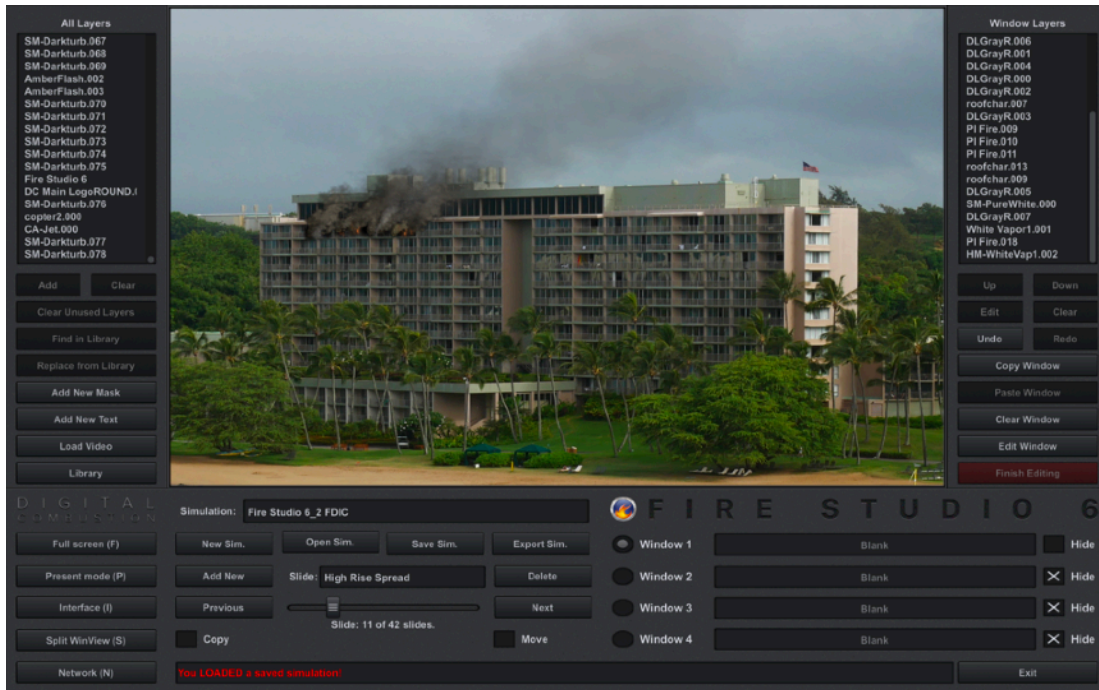 All Layers
SM-Darkturb.067
SM-Darkturb.068
SM-Darkturb.069
AmberFlash.002
AmberFlash.003
SM-Darkturb.070
SM-Darkturb.071
SM-Darkturb.072
SM-Darkturb.073
SM-Darkturb.074
SM-Darkturb.075
Fire Studio 6
DC Main LogoROUND.(
SM-Darkturb.076
copter2.000
CA-Jet.000
SM-Darkturb.077
SM-Darkturb.078
Add Clear
Clear Unused Layers
Find in Library
Replace from Library
Add New Mask
Add New Text
Load Video
Library
Window Layers
DLGrayR.006
DLGrayR.001
DLGrayR.004
DLGrayR.000
DLGrayR.002
roofchar.007
DLGrayR.003
PI Fire.009
PI Fire.010
PI Fire.011
roofchar.013
roofchar.009
DLGrayR.005
SM-PureWhite.000
DLGrayR.007
White Vapor1.001
PI Fire.018
HM-WhiteVap1.002
Up Down
Edit Clear
Undo Redo
Copy Window
Paste Window
Clear Window
Edit Window
Finish Editing
DIGITAL
COMBUSTION
Full screen (F)
Present mode (P)
Interface (I)
Split WinView (S)
Network (N)
Simulation: Fire Studio 6_2 FDIC
New Sim. Open Sim. Save Sim. Export Sim.
Add New Slide: High Rise Spread Delete
Previous Next
Slide: 11 of 42 slides.
Copy Move
You LOADED a saved simulation!
FIRE STUDIO 6
Window 1 Blank Hide
Window 2 Blank Hide
Window 3 Blank Hide
Window 4 Blank Hide
Exit